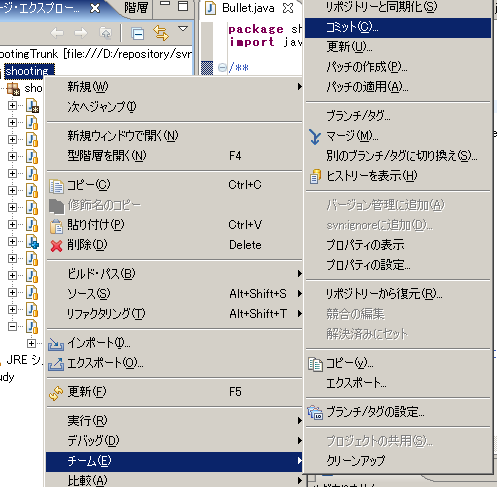 ージ・エクスプロー...
階層
Bullet.java
package sh
import jav
/**
ootingTrunk [file:///D:/repository/svn
shooting
sho
新規(W)
次へジャンプ(I)
新規ウィンドウで開く(N)
型階層を開く(N) F4
コピー(C) Ctrl+C
修飾名のコピー
貼り付け(P) Ctrl+V
削除(D) Delete
ビルド・パス(B)
ソース(S) Alt+Shift+S
リファクタリング(T) Alt+Shift+T
インポート(I)...
エクスポート(O)...
更新(F) F5
実行(R)
デバッグ(D)
チーム(E)
比較(A)
JRE シ
udy
リポジトリーと同期化(S)
コミット(C)...
更新(U)...
パッチの作成(P)...
パッチの適用(A)...
ブランチ/タグ...
マージ(M)...
別のブランチ/タグに切り換え(S)...
ヒストリーを表示(H)
バージョン管理に追加(A)
svn:ignoreに追加(D)...
プロパティの表示
プロパティの設定...
リポジトリーから復元(R)...
競合の編集
解決済みにセット
コピー(v)...
エクスポート...
ブランチ/タグの設定...
プロジェクトの共用(S)...
クリーンアップ